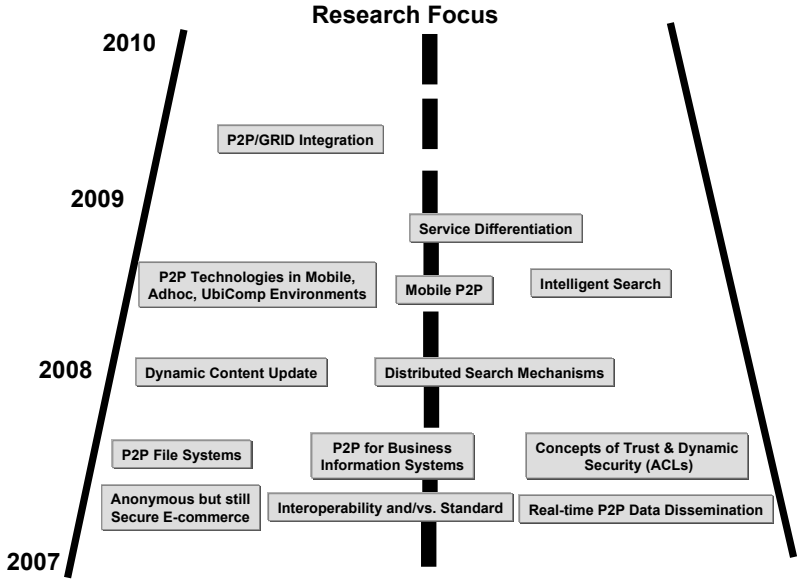 Research Focus
2010
P2P/GRID Integration
2009
Service Differentiation
P2P Technologies in Mobile,
Adhoc, UbiComp Environments
Mobile P2P
Intelligent Search
2008
Dynamic Content Update
Distributed Search Mechanisms
P2P File Systems
P2P for Business
Information Systems
Concepts of Trust & Dynamic
Security (ACLs)
Anonymous but still
Secure E-commerce
Interoperability and/vs. Standard
Real-time P2P Data Dissemination
2007